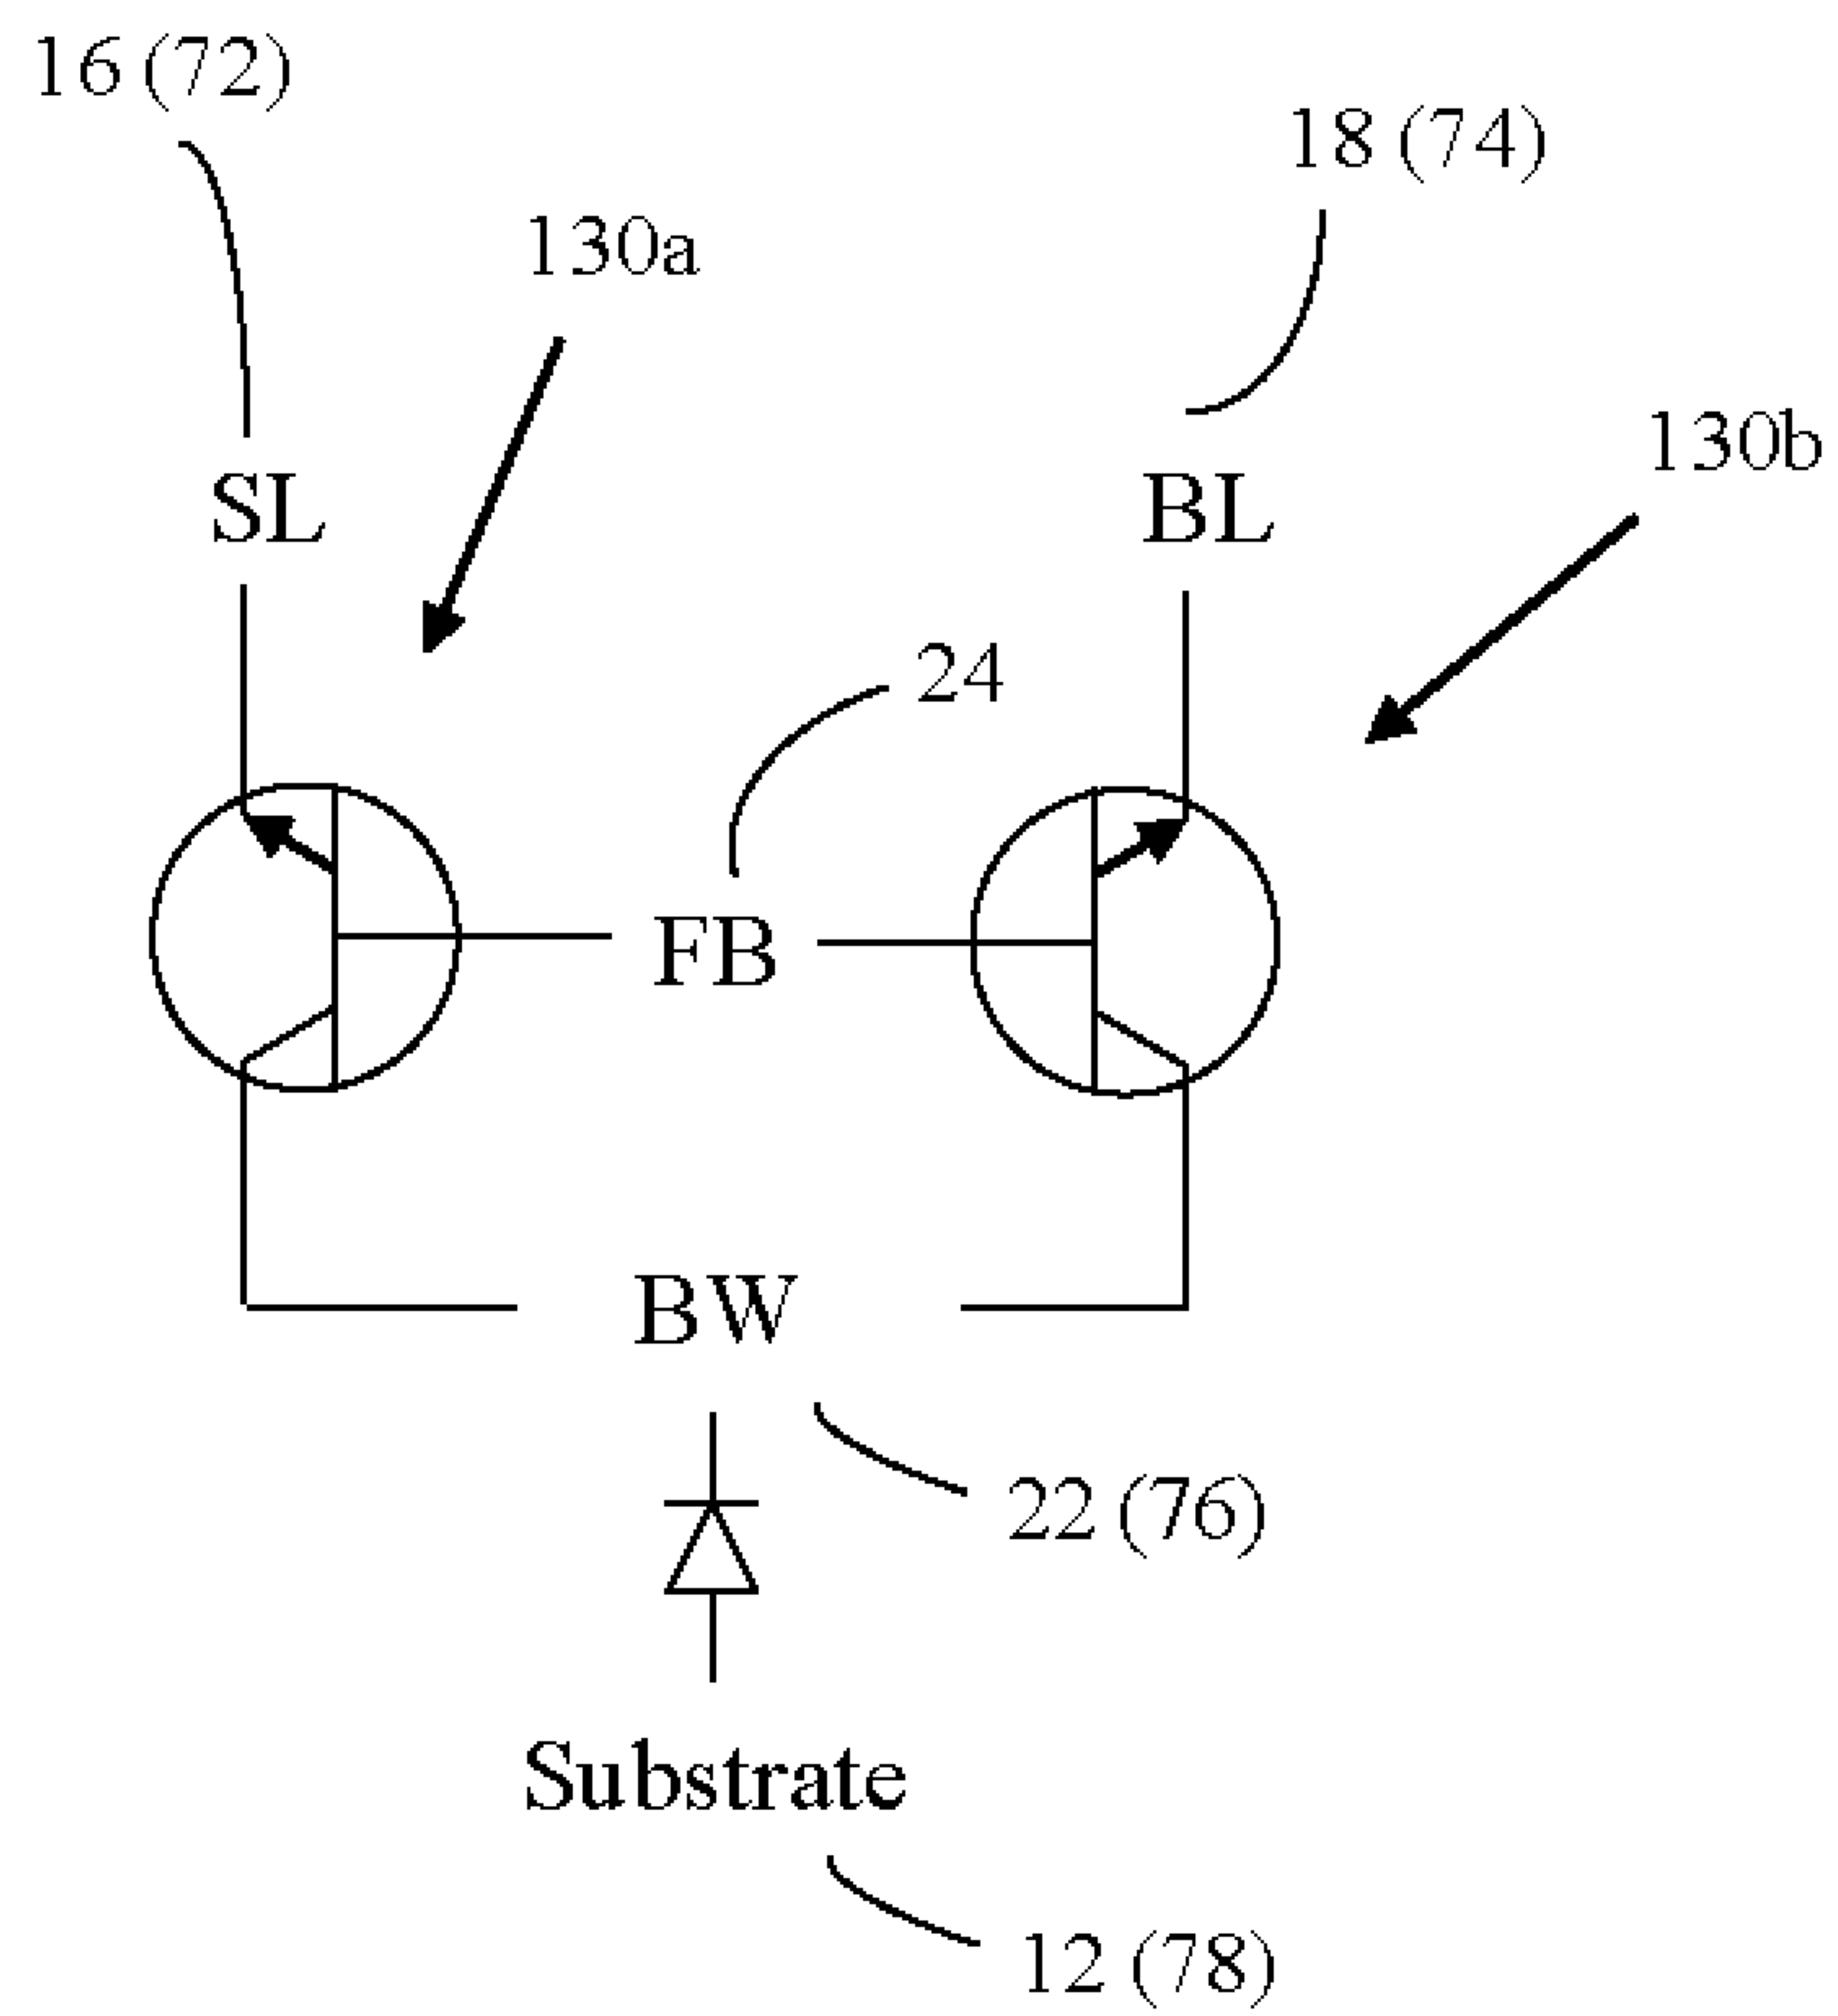 16 (72)
18 (74)
130a
130b
SL
BL
24
FB
BW
22 (76)
Substrate
12 (78)